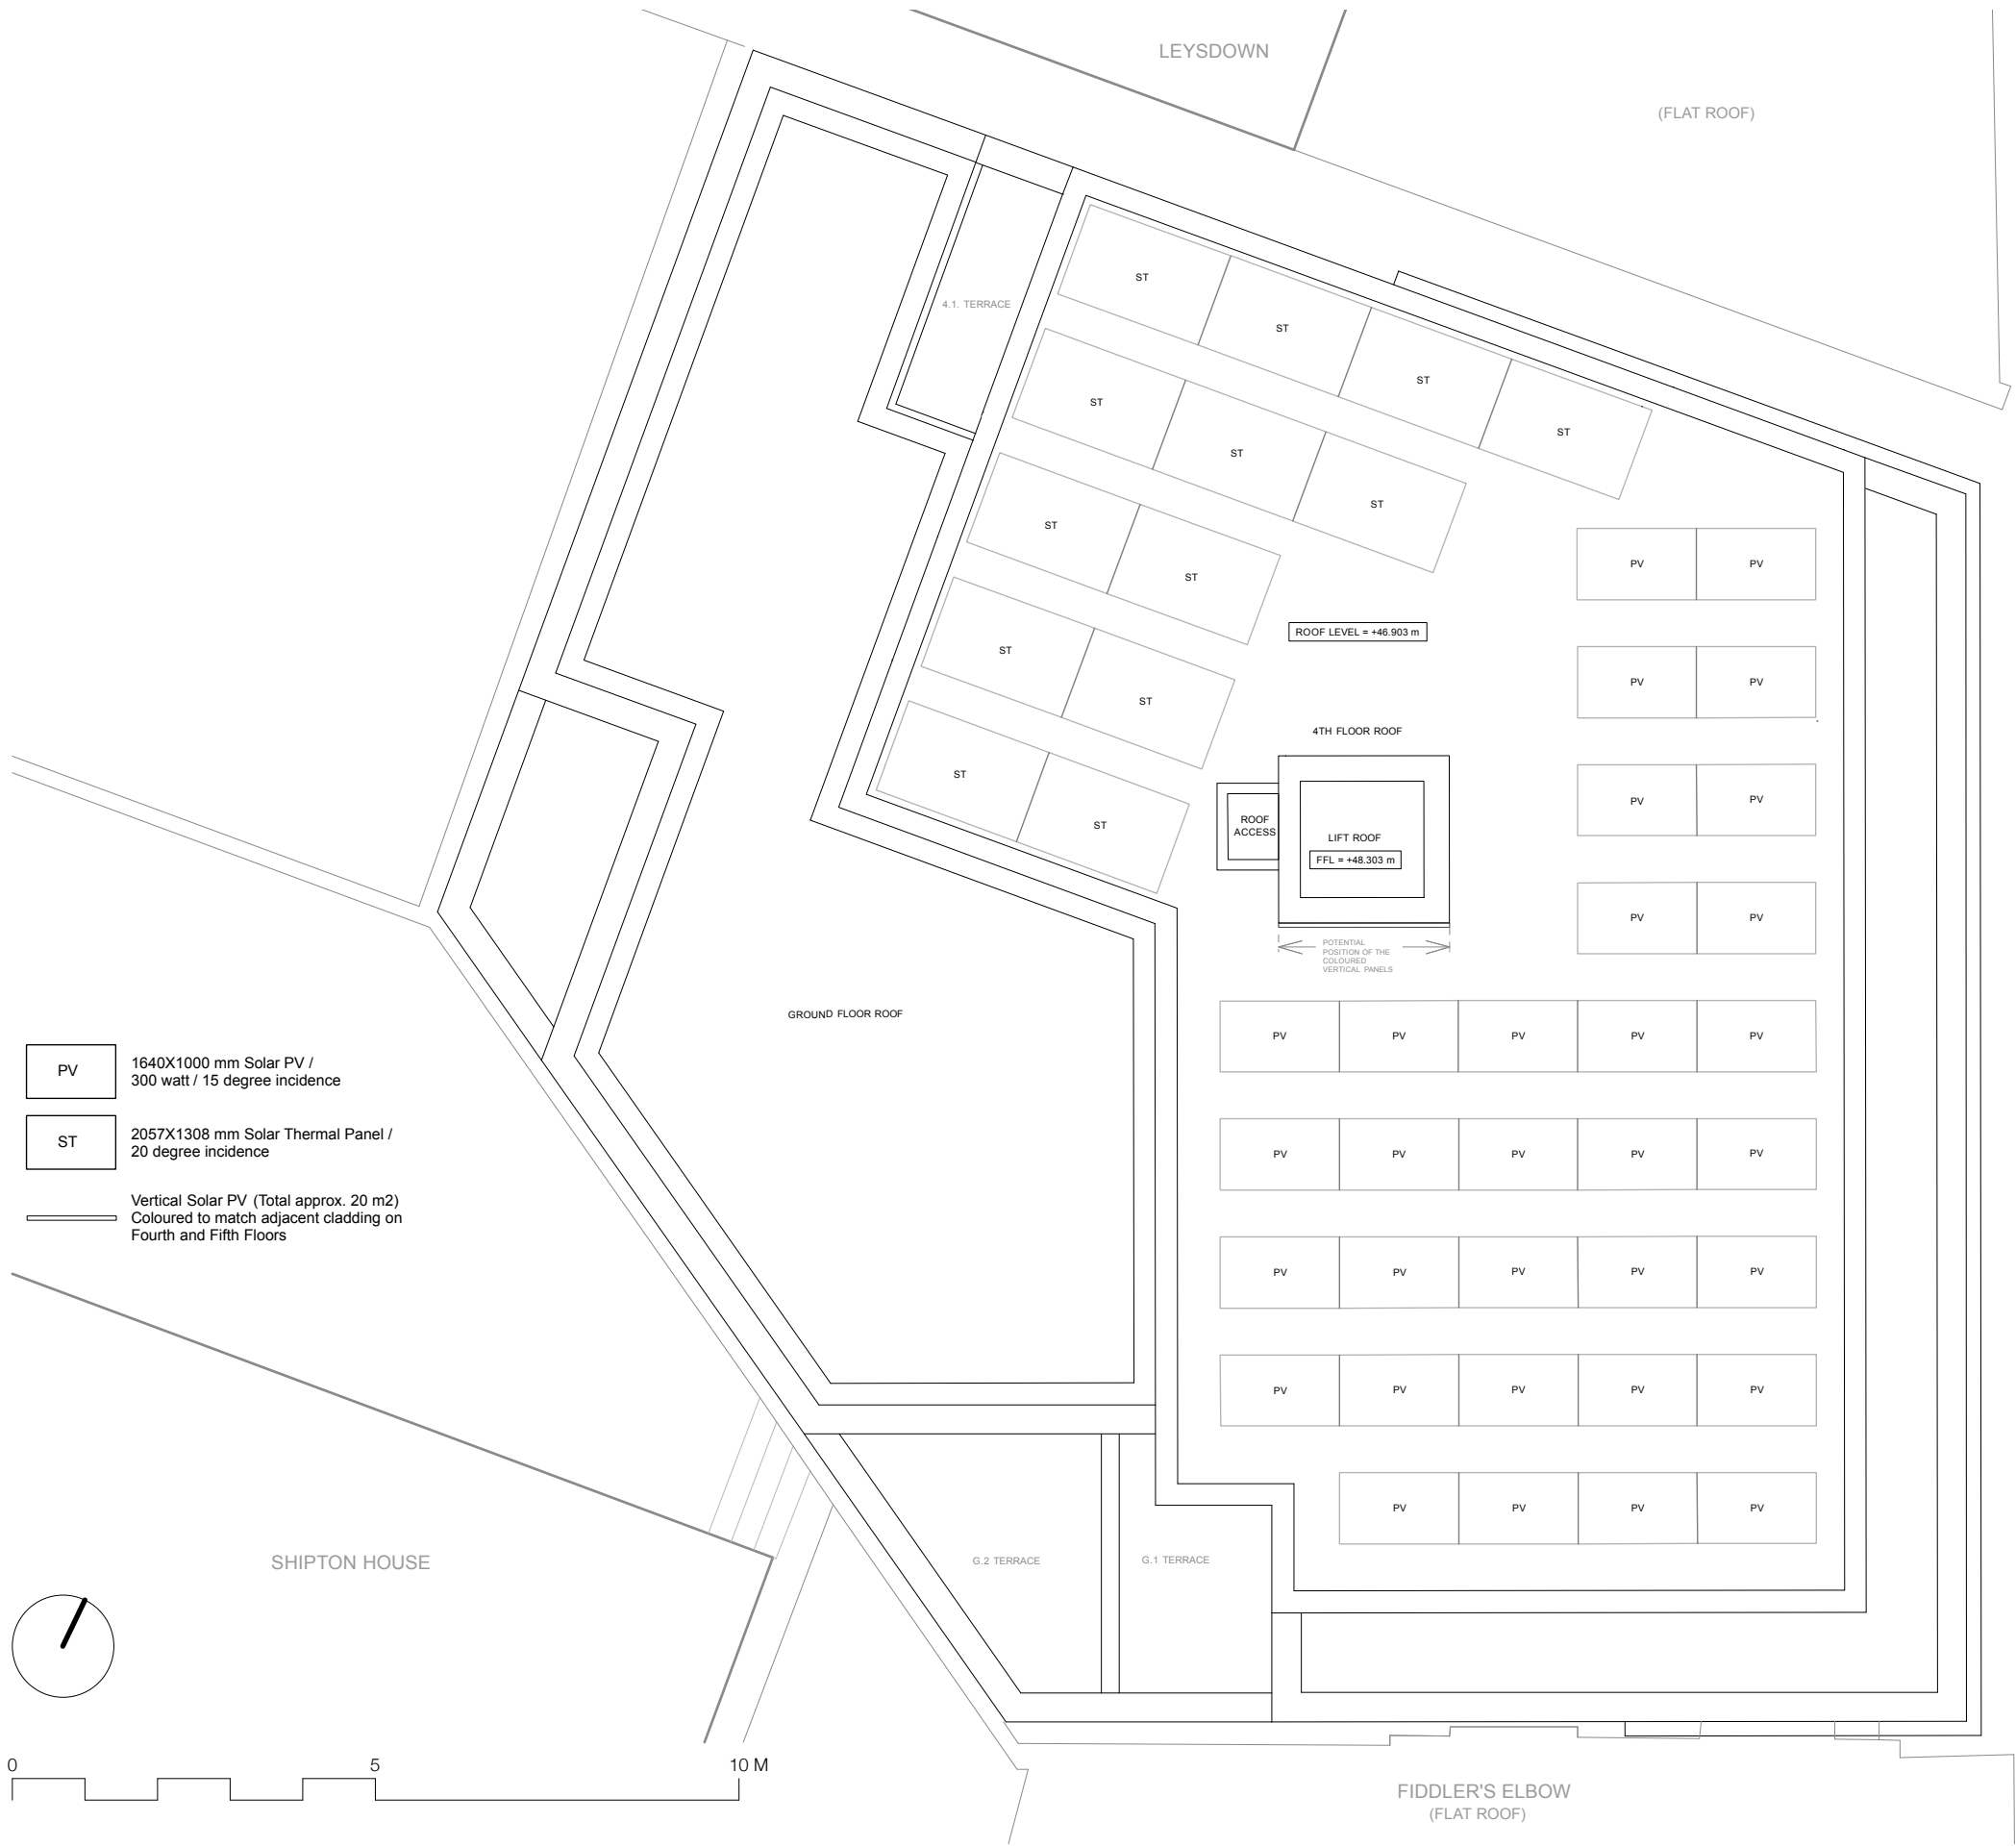 LEYSDOWN
(FLAT ROOF)
ST
ST
ST
ST
4.1. TERRACE
ST
ST
ST
ST
ST
PV PV
ROOF LEVEL = +46.903 m
ST
ST
PV PV
4TH FLOOR ROOF
ST
ST
PV PV
ROOF
ACCESS
LIFT ROOF
FFL = +48.303 m
PV PV
POTENTIAL
POSITION OF THE
COLOURED
VERTICAL PANELS
GROUND FLOOR ROOF
PV PV PV PV PV
PV
1640X1000 mm Solar PV /
300 watt / 15 degree incidence
ST
2057X1308 mm Solar Thermal Panel /
20 degree incidence
PV PV PV PV PV
Vertical Solar PV (Total approx. 20 m2)
Coloured to match adjacent cladding on
Fourth and Fifth Floors
PV PV PV PV PV
PV PV PV PV PV
PV PV PV PV
SHIPTON HOUSE
G.2 TERRACE
G.1 TERRACE
0 5 10 M
FIDDLER'S ELBOW
(FLAT ROOF)